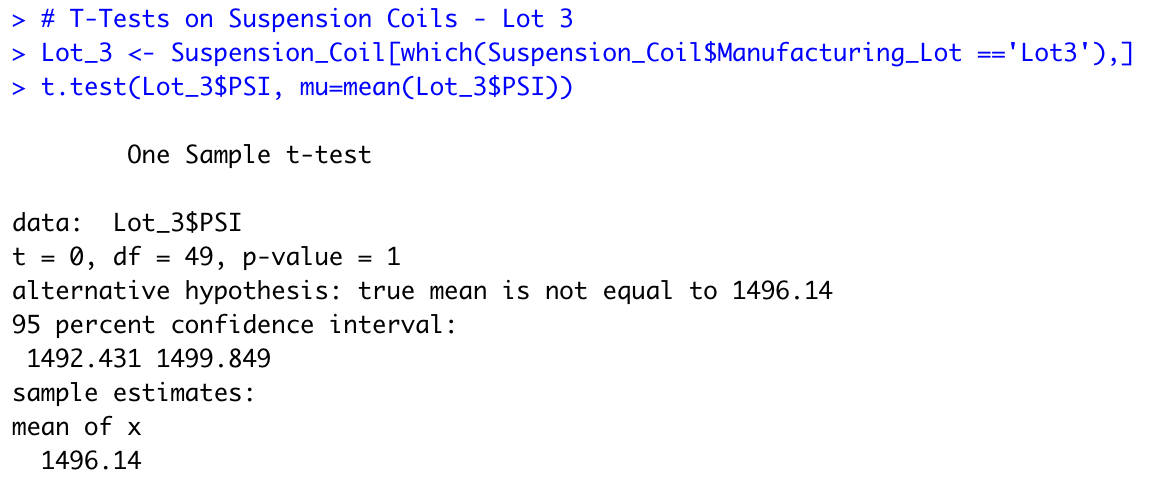 > # T-Tests on Suspension Coils - Lot 3
> Lot_3 <- Suspension_Coil[which(Suspension_Coil$Manufacturing_Lot =='Lot3'),]
> t.test(Lot_3$PSI, mu=mean(Lot_3$PSI))
One Sample t-test
data:  Lot_3$PSI
t = 0, df = 49, p-value = 1
alternative hypothesis: true mean is not equal to 1496.14
95 percent confidence interval:
1492.431 1499.849
sample estimates:
mean of x
1496.14